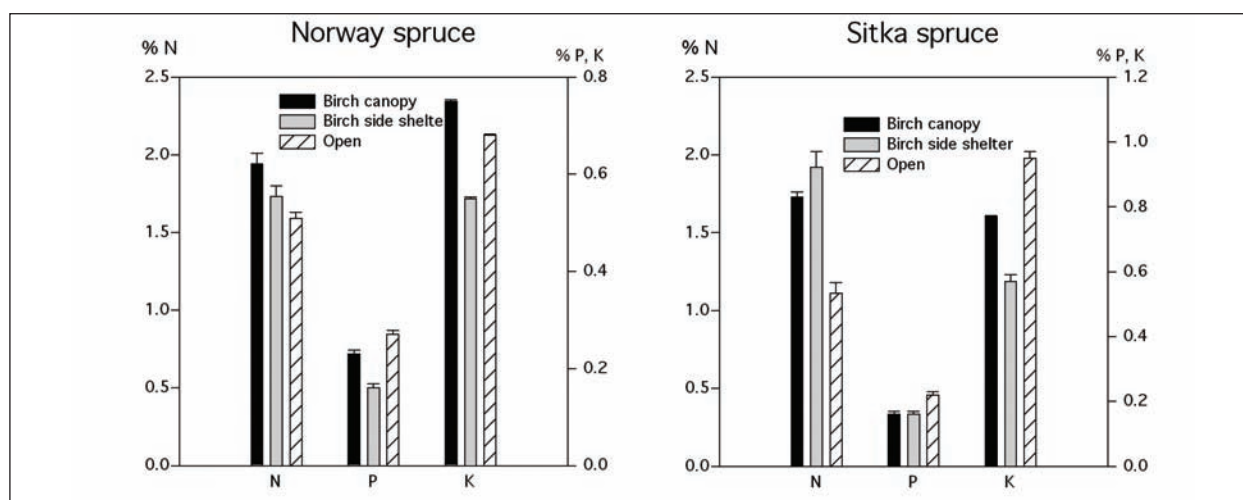 Norway spruce
% N
% P, K
2.5
2.0
1.5
1.0
0.5
0.0
0.8
0.6
0.4
0.2
0.0
Birch canopy
Birch side shelter
Open
N P K
Sitka spruce
% N
% P, K
2.5
2.0
1.5
1.0
0.5
0.0
1.2
1.0
0.8
0.6
0.4
0.2
0.0
Birch canopy
Birch side shelter
Open
N P K